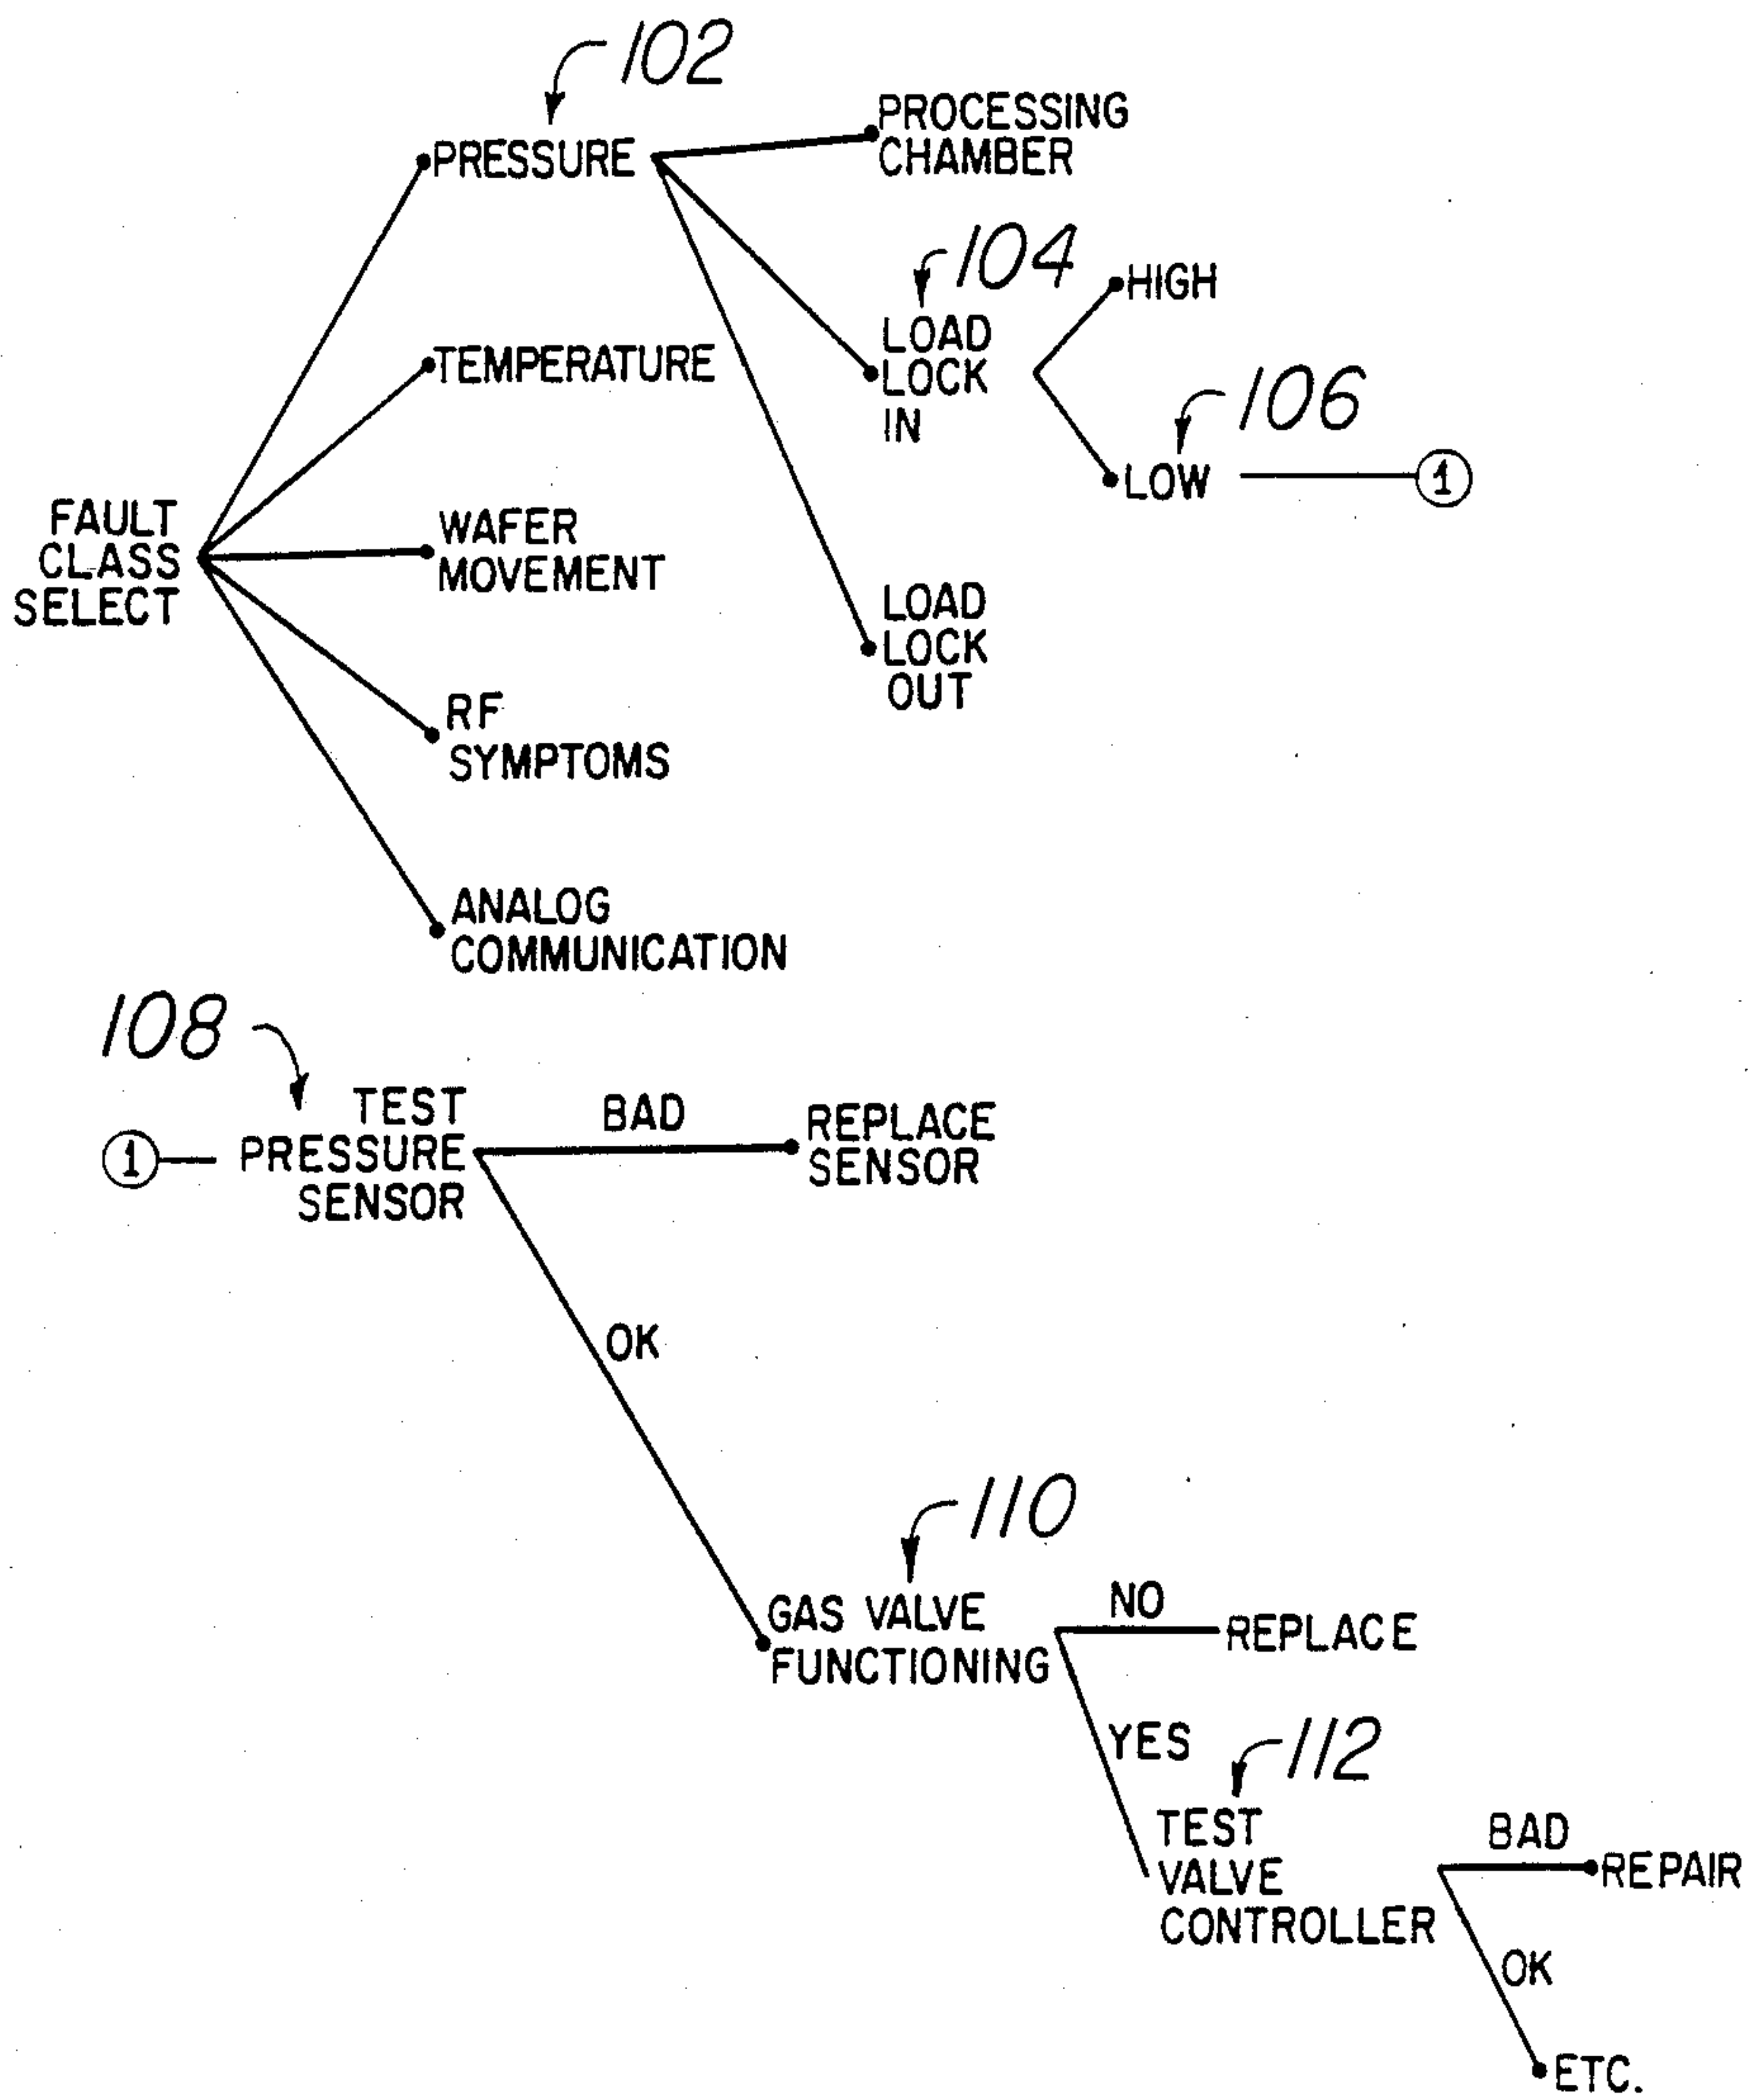 102
PRESSURE
PROCESSING
CHAMBER
104
HIGH
LOAD
LOCK
IN
TEMPERATURE
106
LOW
1
FAULT
CLASS
SELECT
WAFER
MOVEMENT
LOAD
LOCK
OUT
RF
SYMPTOMS
ANALOG
COMMUNICATION
108
1
TEST
PRESSURE
SENSOR
BAD
REPLACE
SENSOR
OK
110
GAS VALVE
FUNCTIONING
NO
REPLACE
YES
112
TEST
VALVE
CONTROLLER
BAD
REPAIR
OK
ETC.